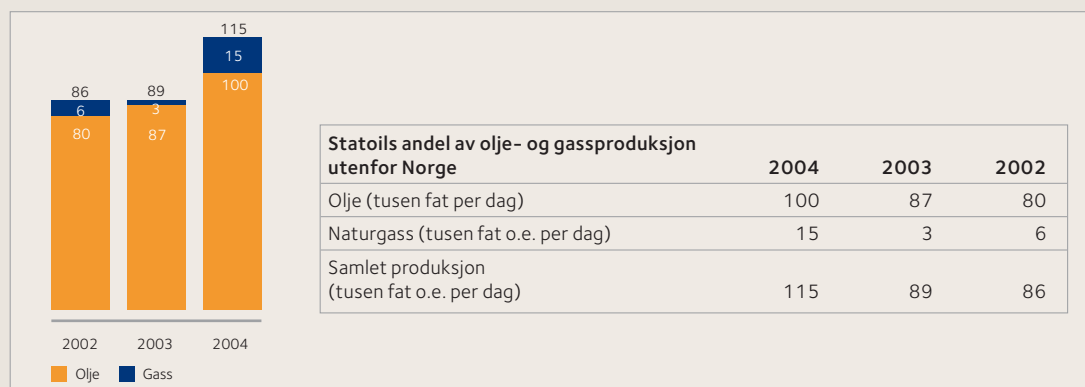 115
15
100
86
6
80
89
3
87
2002 2003 2004
Olje Gass
Statoils andel av olje- og gassproduksjon
utenfor Norge 2004 2003 2002
Olje (tusen fat per dag) 100 87 80
Naturgass (tusen fat o.e. per dag) 15 3 6
Samlet produksjon
(tusen fat o.e. per dag) 115 89 86